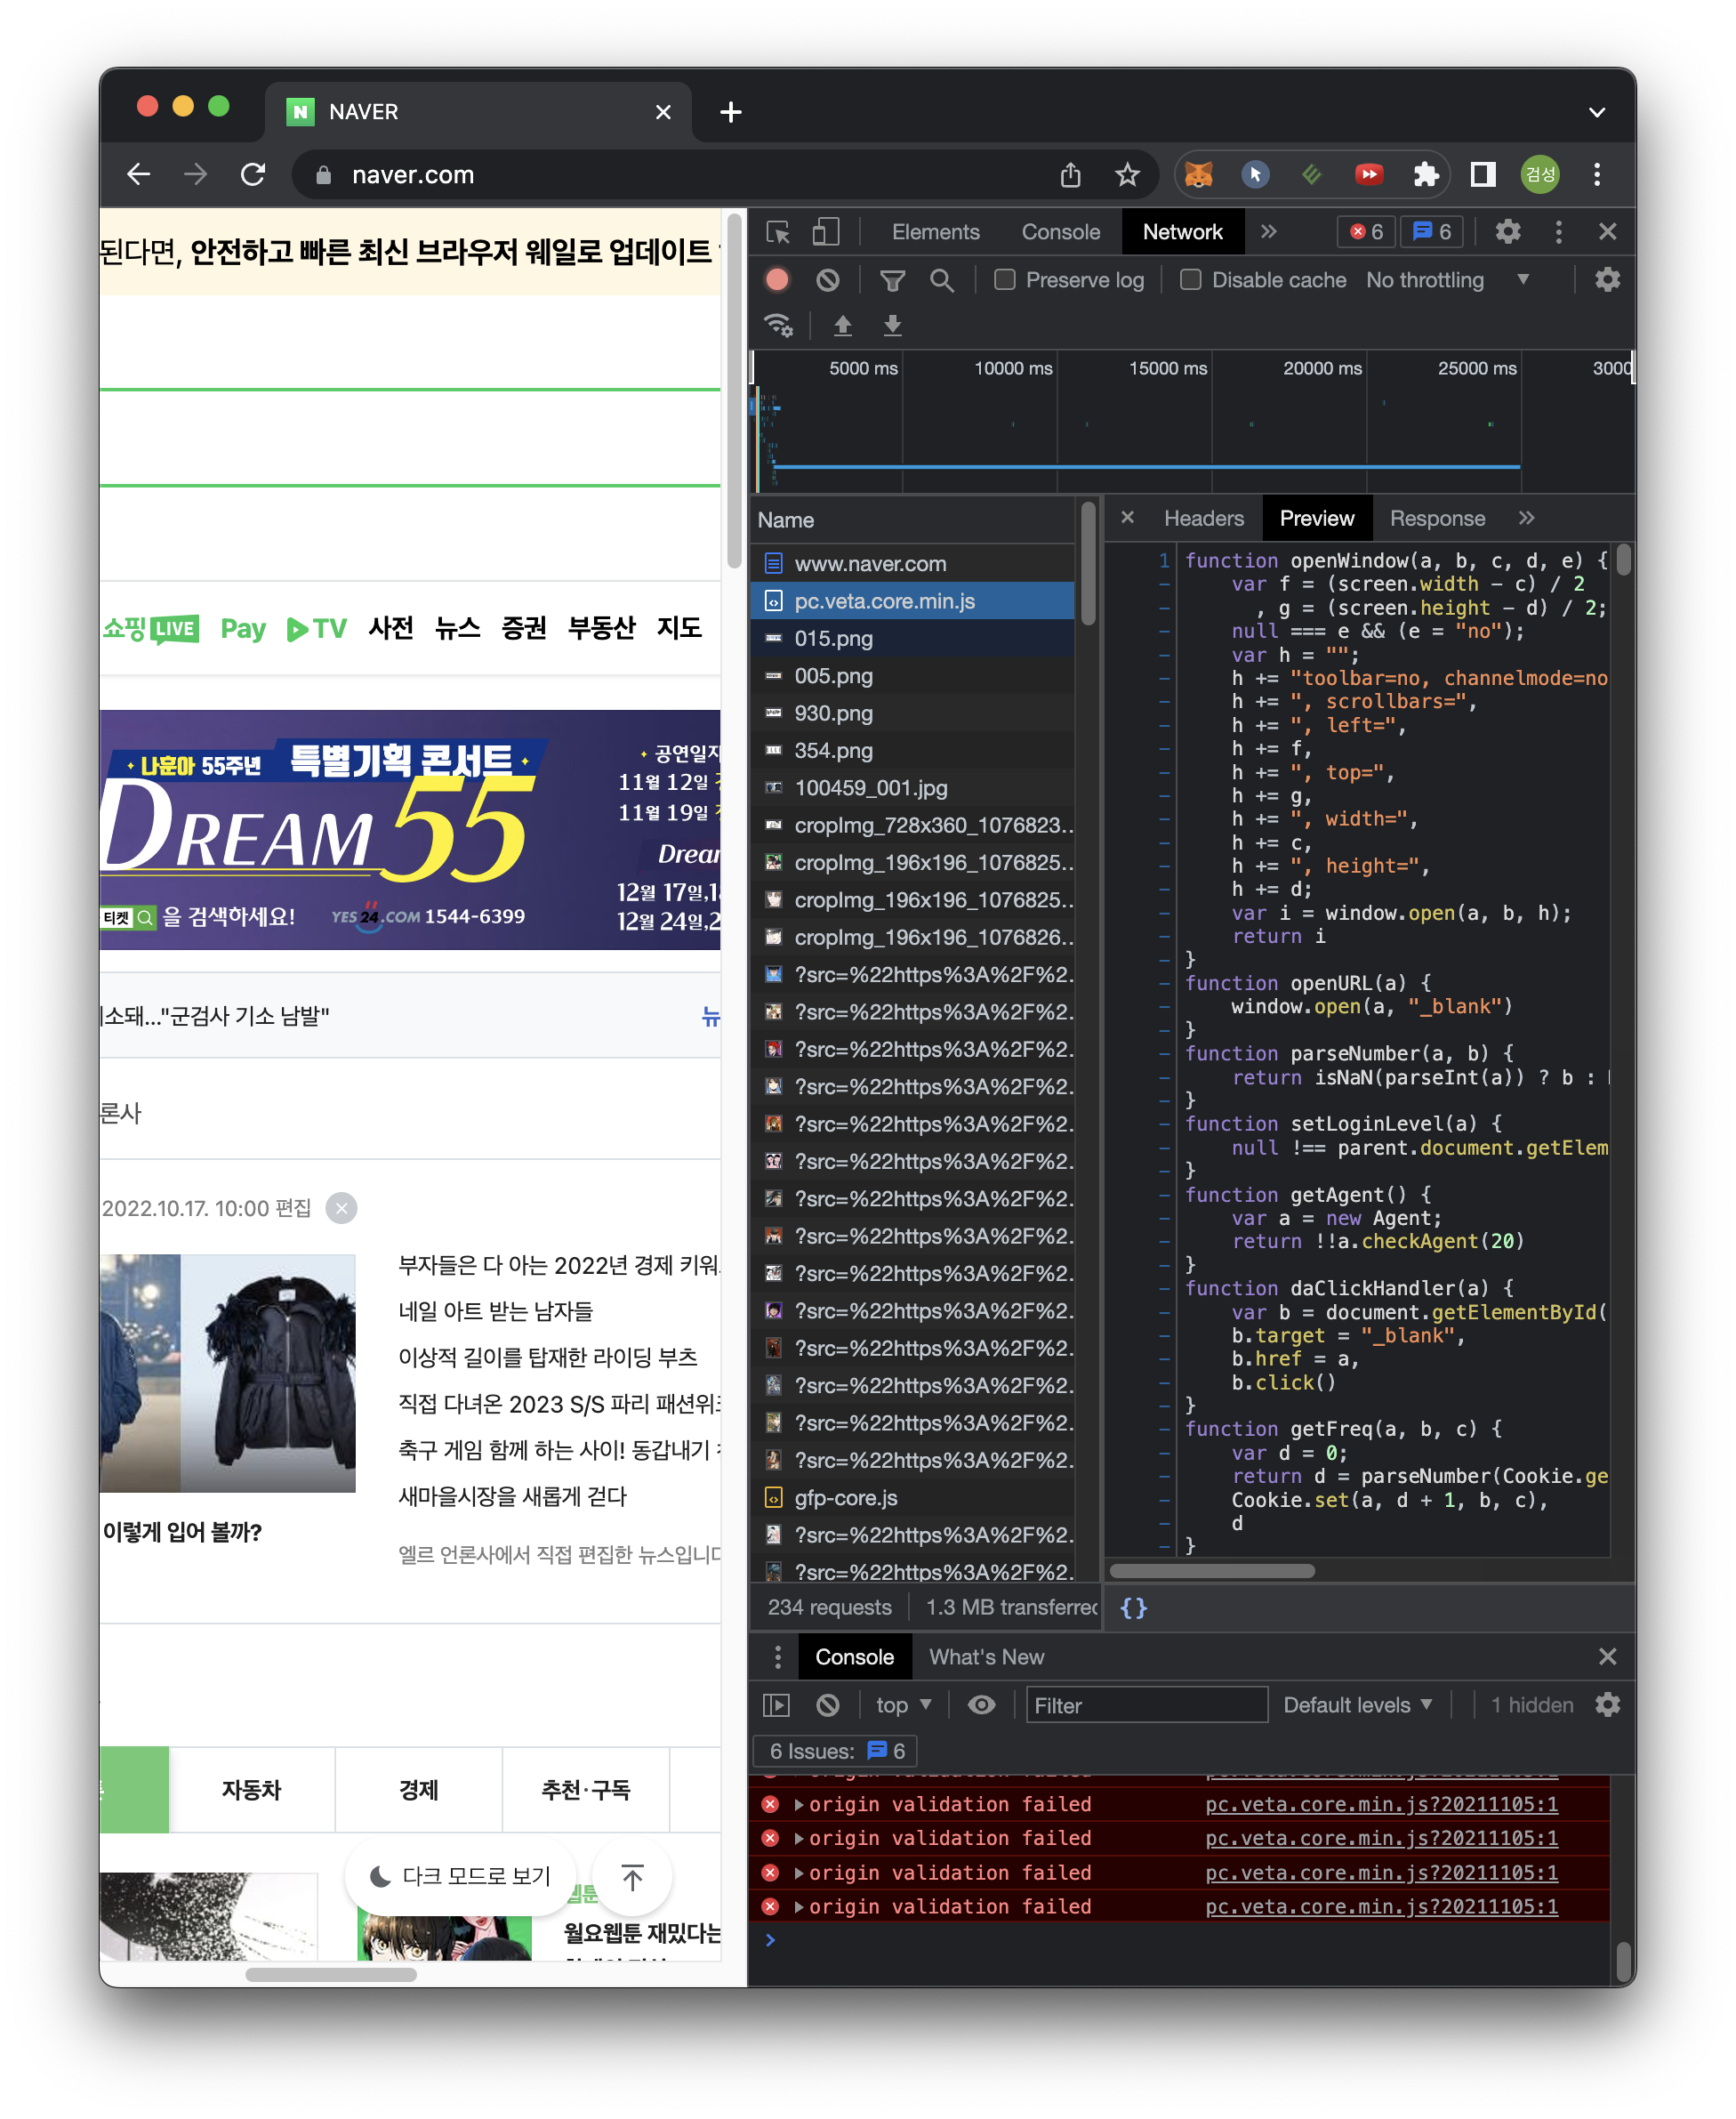 NAVER
naver.com
검성
된다면, 안전하고 빠른 최신 브라우저 웨일로 업데이트
쇼핑 LIVE Pay TV 사전 뉴스 증권 부동산 지도
나훈아 55주년 특별기획 콘서트
DREAM 55
공연일자
11월 12일
11월 19일
Drear
12월 17일,18
12월 24일,2
티켓 을 검색하세요! YES24.COM 1544-6399
소돼..."군검사 기소 남발"
뉴
론사
2022.10.17. 10:00 편집
부자들은 다 아는 2022년 경제 키워
네일 아트 받는 남자들
이상적 길이를 탑재한 라이딩 부츠
직접 다녀온 2023 S/S 파리 패션위크
축구 게임 함께 하는 사이! 동갑내기
새마을시장을 새롭게 걷다
이렇게 입어 볼까?
엘르 언론사에서 직접 편집한 뉴스입니다
자동차 경제 추천·구독
다크 모드로 보기
웹툰
월요웹툰 재밌다는
Elements Console Network 6 6
Preserve log Disable cache No throttling
5000 ms 10000 ms 15000 ms 20000 ms 25000 ms 3000
Name
www.naver.com
pc.veta.core.min.js
015.png
005.png
930.png
354.png
100459_001.jpg
cropImg_728x360_1076823..
cropImg_196x196_1076825..
cropImg_196x196_1076825..
cropImg_196x196_1076826..
?src=%22https%3A%2F%2.
?src=%22https%3A%2F%2.
?src=%22https%3A%2F%2.
?src=%22https%3A%2F%2.
?src=%22https%3A%2F%2.
?src=%22https%3A%2F%2.
?src=%22https%3A%2F%2.
?src=%22https%3A%2F%2.
?src=%22https%3A%2F%2.
?src=%22https%3A%2F%2.
?src=%22https%3A%2F%2.
?src=%22https%3A%2F%2.
?src=%22https%3A%2F%2.
?src=%22https%3A%2F%2.
gfp-core.js
?src=%22https%3A%2F%2.
?src=%22https%3A%2F%2.
234 requests 1.3 MB transferred
Headers Preview Response
1 function openWindow(a, b, c, d, e) {
- var f = (screen.width - c) / 2
- , g = (screen.height - d) / 2;
- null === e && (e = "no");
- var h = "";
- h += "toolbar=no, channelmode=no
- h += ", scrollbars=",
- h += ", left=",
- h += f,
- h += ", top=",
- h += g,
- h += ", width=",
- h += c,
- h += ", height=",
- h += d;
- var i = window.open(a, b, h);
- return i
- }
- function openURL(a) {
- window.open(a, "_blank")
- }
- function parseNumber(a, b) {
- return isNaN(parseInt(a)) ? b :
- }
- function setLoginLevel(a) {
- null !== parent.document.getElem
- }
- function getAgent() {
- var a = new Agent;
- return !!a.checkAgent(20)
- }
- function daClickHandler(a) {
- var b = document.getElementById(
- b.target = "_blank",
- b.href = a,
- b.click()
- }
- function getFreq(a, b, c) {
- var d = 0;
- return d = parseNumber(Cookie.ge
- Cookie.set(a, d + 1, b, c),
- d
- }
{}
Console What's New
top Filter Default levels 1 hidden
6 Issues: 6
origin validation failed pc.veta.core.min.js?20211105:1
origin validation failed pc.veta.core.min.js?20211105:1
origin validation failed pc.veta.core.min.js?20211105:1
origin validation failed pc.veta.core.min.js?20211105:1
origin validation failed pc.veta.core.min.js?20211105:1